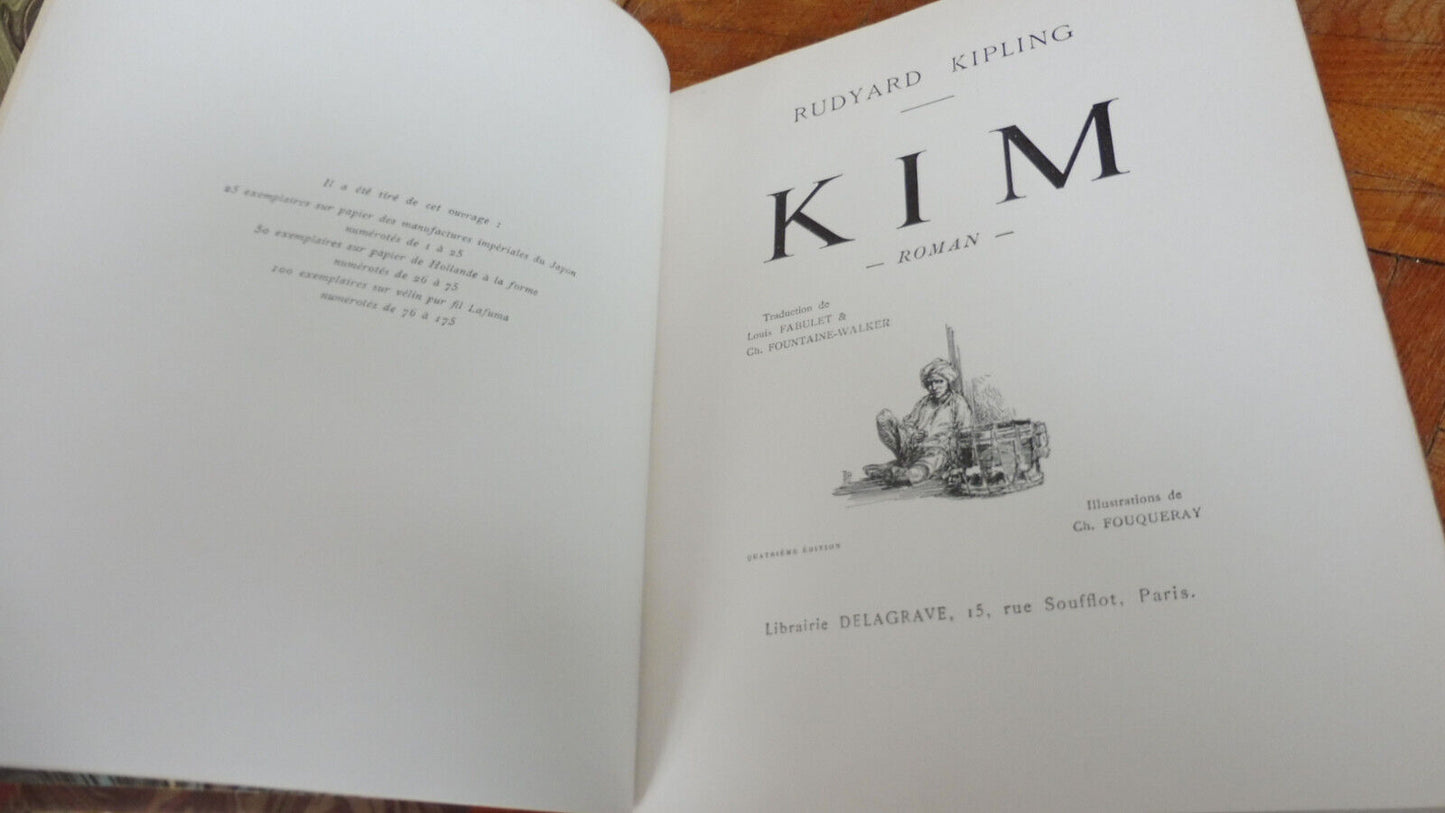 Il a été tiré de cet ouvrage :
25 exemplaires sur papier des manufactures impériales du Japon
numérotés de 1 à 25
50 exemplaires sur papier de Hollande à la forme
numérotés de 26 à 75
100 exemplaires sur vélin pur fil Lafuma
numérotés de 76 à 175
RUDYARD KIPLING
KIM
— ROMAN —
Traduction de
Louis FABULET &
Ch. FOUNTAINE-WALKER
Illustrations de
Ch. FOUQUERAY
QUATRIÈME ÉDITION
Librairie DELAGRAVE, 15, rue Soufflot, Paris.